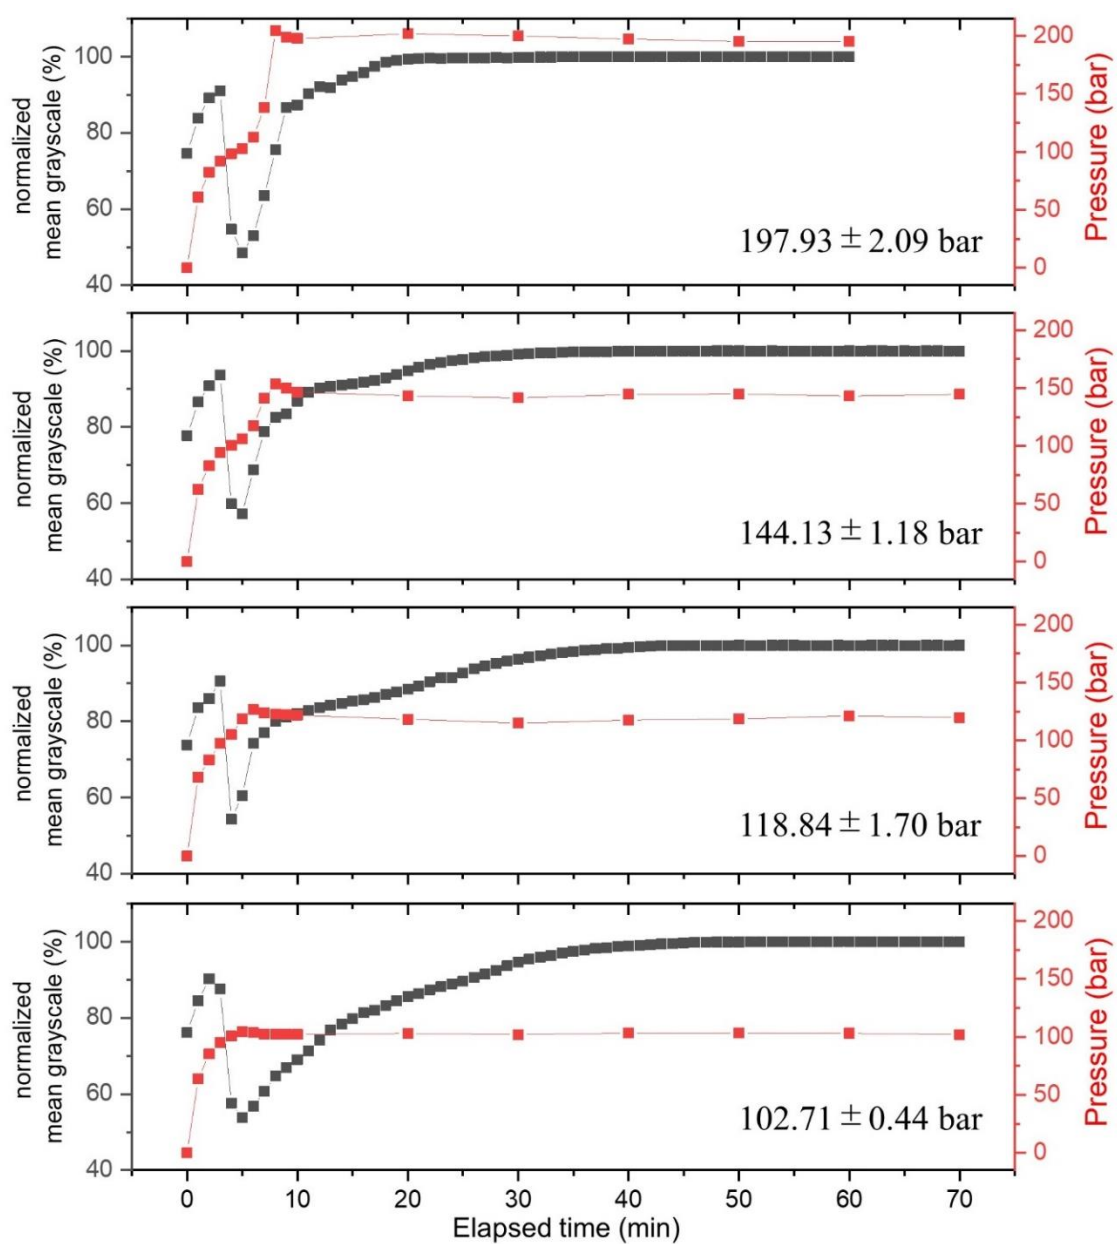 normalized
mean grayscale (%)
100
80
60
40
200
150
100
50
0
Pressure (bar)
197.93 ± 2.09 bar
normalized
mean grayscale (%)
100
80
60
40
200
150
100
50
0
Pressure (bar)
144.13 ± 1.18 bar
normalized
mean grayscale (%)
100
80
60
40
200
150
100
50
0
Pressure (bar)
118.84 ± 1.70 bar
normalized
mean grayscale (%)
100
80
60
40
200
150
100
50
0
Pressure (bar)
102.71 ± 0.44 bar
0 10 20 30 40 50 60 70
Elapsed time (min)